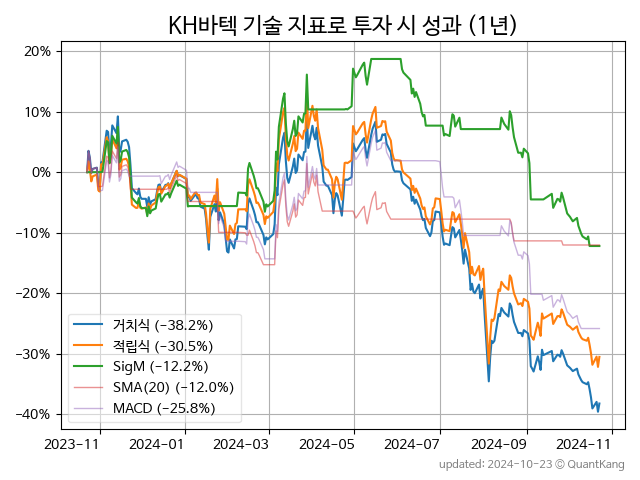 KH바텍 기술 지표로 투자 시 성과 (1년)
20%
10%
0%
−10%
−20%
−30%
−40%
거치식 (−38.2%)
적립식 (−30.5%)
SigM (−12.2%)
SMA(20) (−12.0%)
MACD (−25.8%)
2023-11 2024-01 2024-03 2024-05 2024-07 2024-09 2024-11
updated: 2024-10-23 © QuantKang